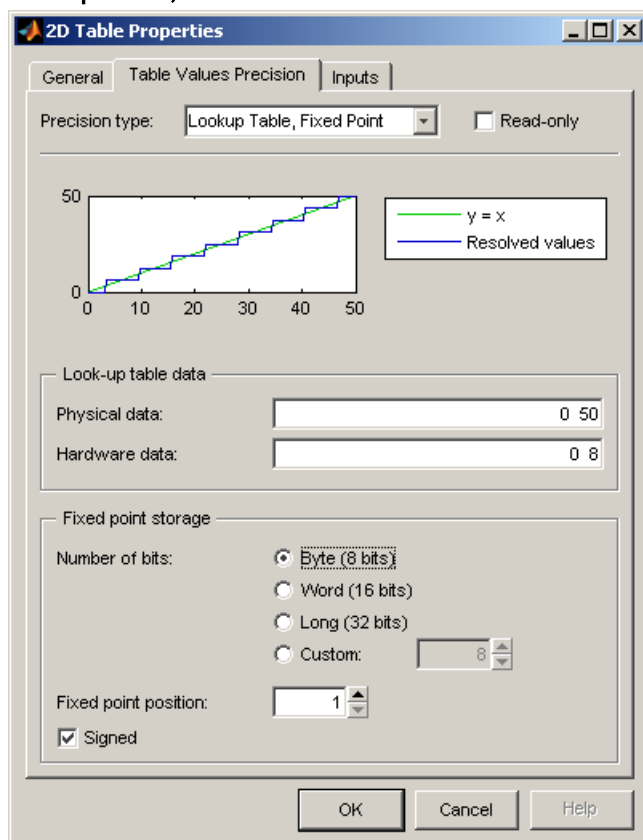 2D Table Properties
General Table Values Precision Inputs
Precision type: Lookup Table, Fixed Point Read-only
50
0
0 10 20 30 40 50
y = x
Resolved values
Look-up table data
Physical data: 0 50
Hardware data: 0 8
Fixed point storage
Number of bits: Byte (8 bits)
Word (16 bits)
Long (32 bits)
Custom: 8
Fixed point position: 1
Signed
OK Cancel Help